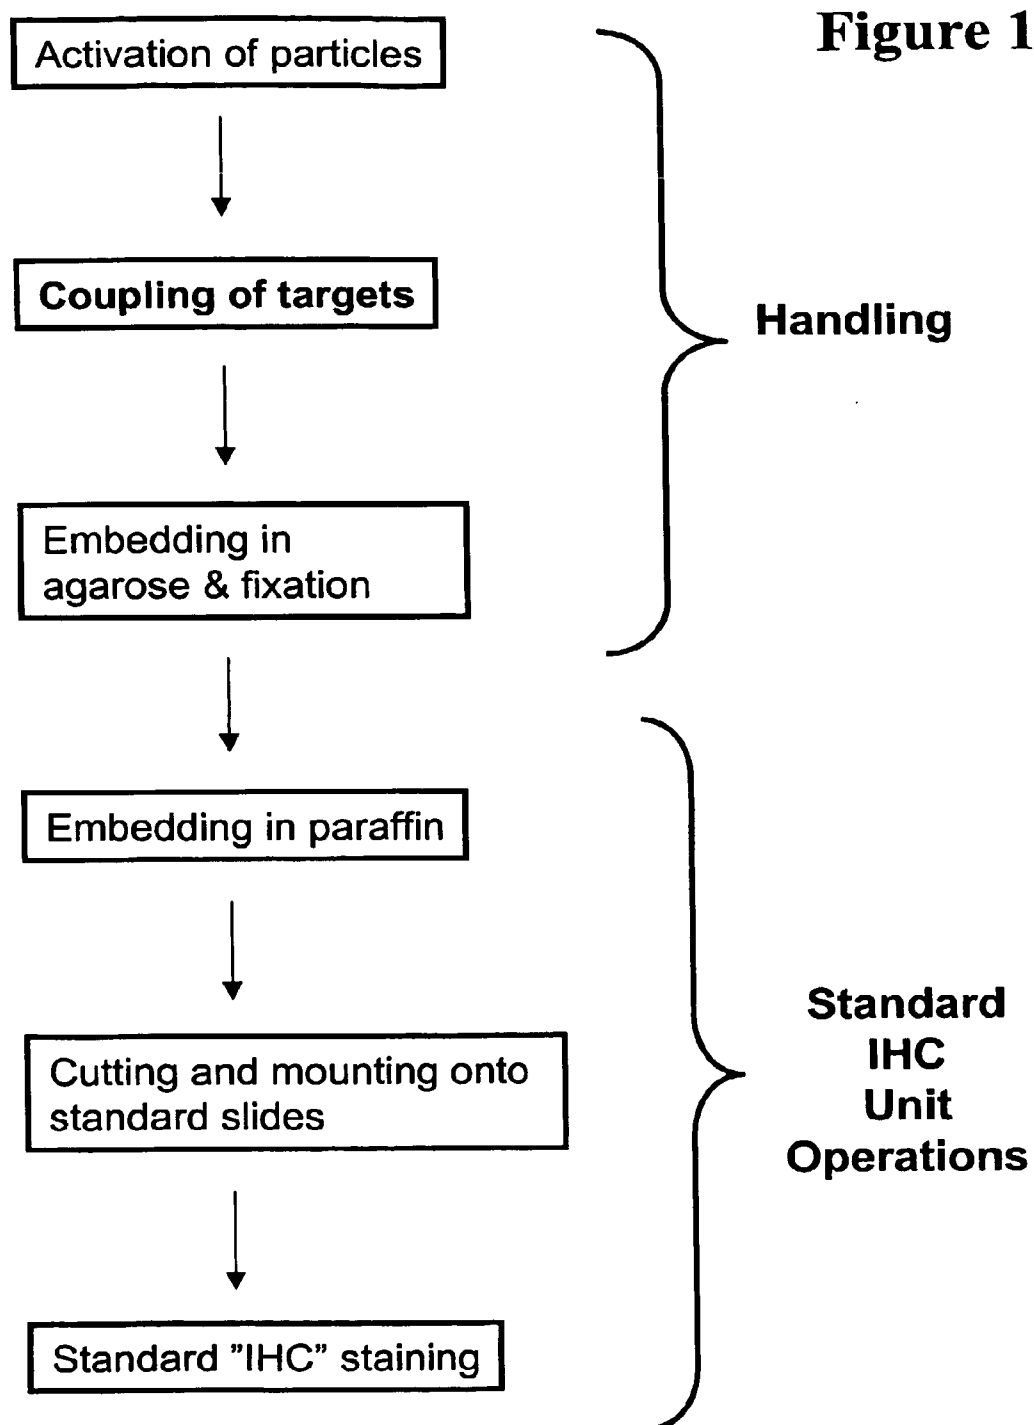 Figure 1
Activation of particles
Coupling of targets
Handling
Embedding in
agarose & fixation
Embedding in paraffin
Cutting and mounting onto
standard slides
Standard
IHC
Unit
Operations
Standard "IHC" staining